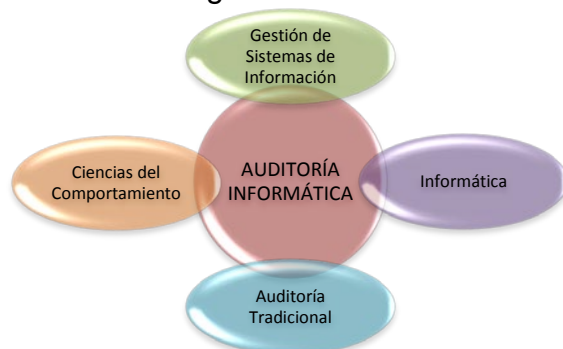 Gestión de
Sistemas de
Información
Ciencias del
Comportamiento
AUDITORÍA
INFORMÁTICA
Informática
Auditoría
Tradicional